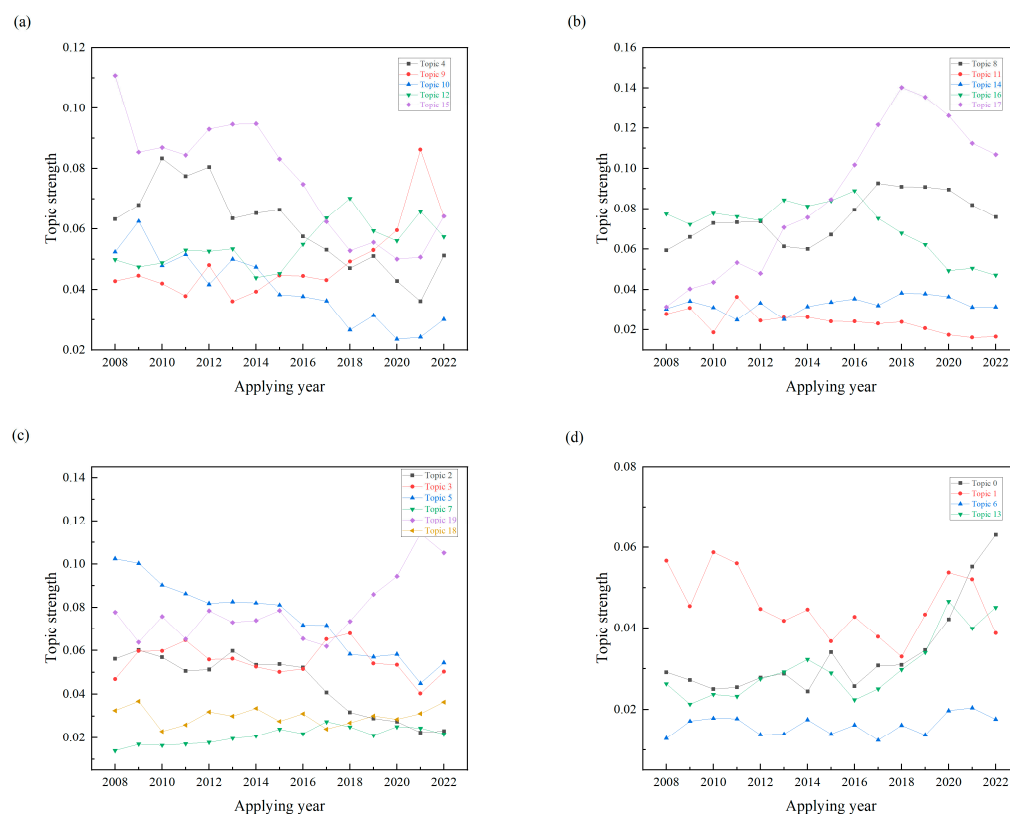 (a)
0.12
0.10
0.08
0.06
0.04
0.02
Topic strength
2008 2010 2012 2014 2016 2018 2020 2022
Applying year
Topic 4
Topic 9
Topic 10
Topic 12
Topic 15
(b)
0.16
0.14
0.12
0.10
0.08
0.06
0.04
0.02
Topic strength
2008 2010 2012 2014 2016 2018 2020 2022
Applying year
Topic 8
Topic 11
Topic 14
Topic 16
Topic 17
(c)
0.14
0.12
0.10
0.08
0.06
0.04
0.02
Topic strength
2008 2010 2012 2014 2016 2018 2020 2022
Applying year
Topic 2
Topic 3
Topic 5
Topic 7
Topic 19
Topic 18
(d)
0.08
0.06
0.04
0.02
Topic strength
2008 2010 2012 2014 2016 2018 2020 2022
Applying year
Topic 0
Topic 1
Topic 6
Topic 13